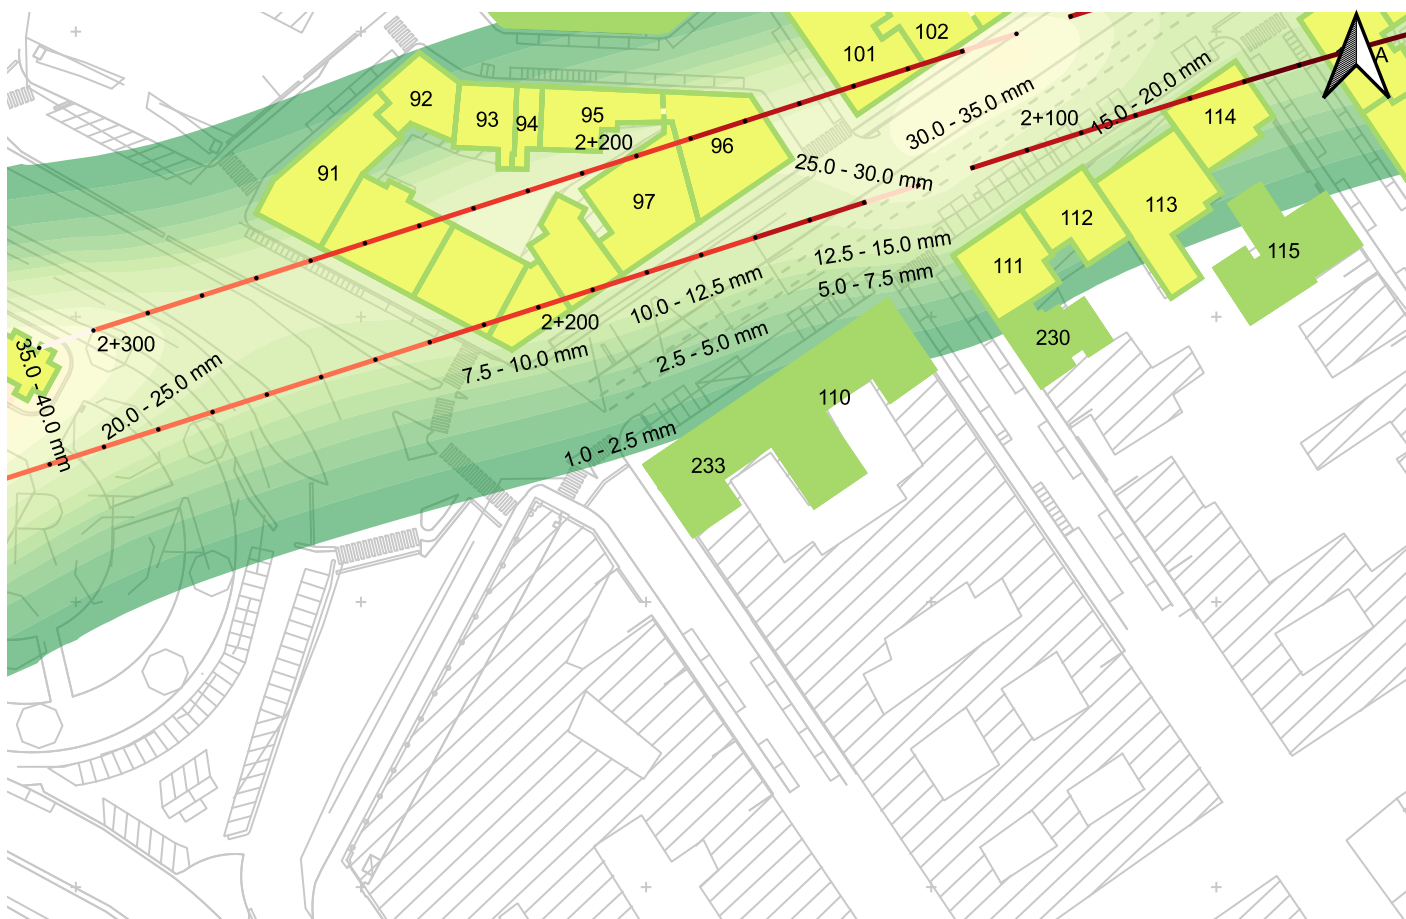 102
101
A
92
93
94
95
2+200
96
30.0 - 35.0 mm
2+100
15.0 - 20.0 mm
114
91
97
25.0 - 30.0 mm
113
112
12.5 - 15.0 mm
115
111
5.0 - 7.5 mm
10.0 - 12.5 mm
2+200
2+300
230
2.5 - 5.0 mm
7.5 - 10.0 mm
20.0 - 25.0 mm
35.0 - 40.0 mm
110
1.0 - 2.5 mm
233